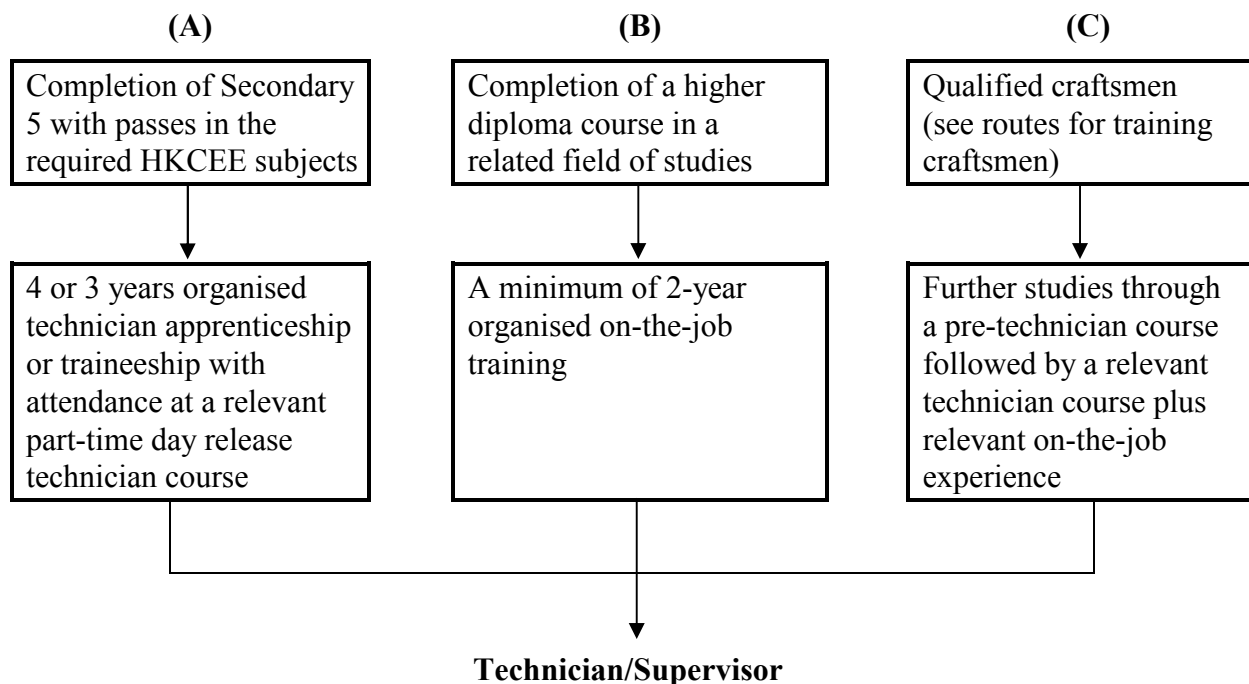 (A)
Completion of Secondary
5 with passes in the
required HKCEE subjects
4 or 3 years organised
technician apprenticeship
or traineeship with
attendance at a relevant
part-time day release
technician course
(B)
Completion of a higher
diploma course in a
related field of studies
A minimum of 2-year
organised on-the-job
training
(C)
Qualified craftsmen
(see routes for training
craftsmen)
Further studies through
a pre-technician course
followed by a relevant
technician course plus
relevant on-the-job
experience
Technician/Supervisor